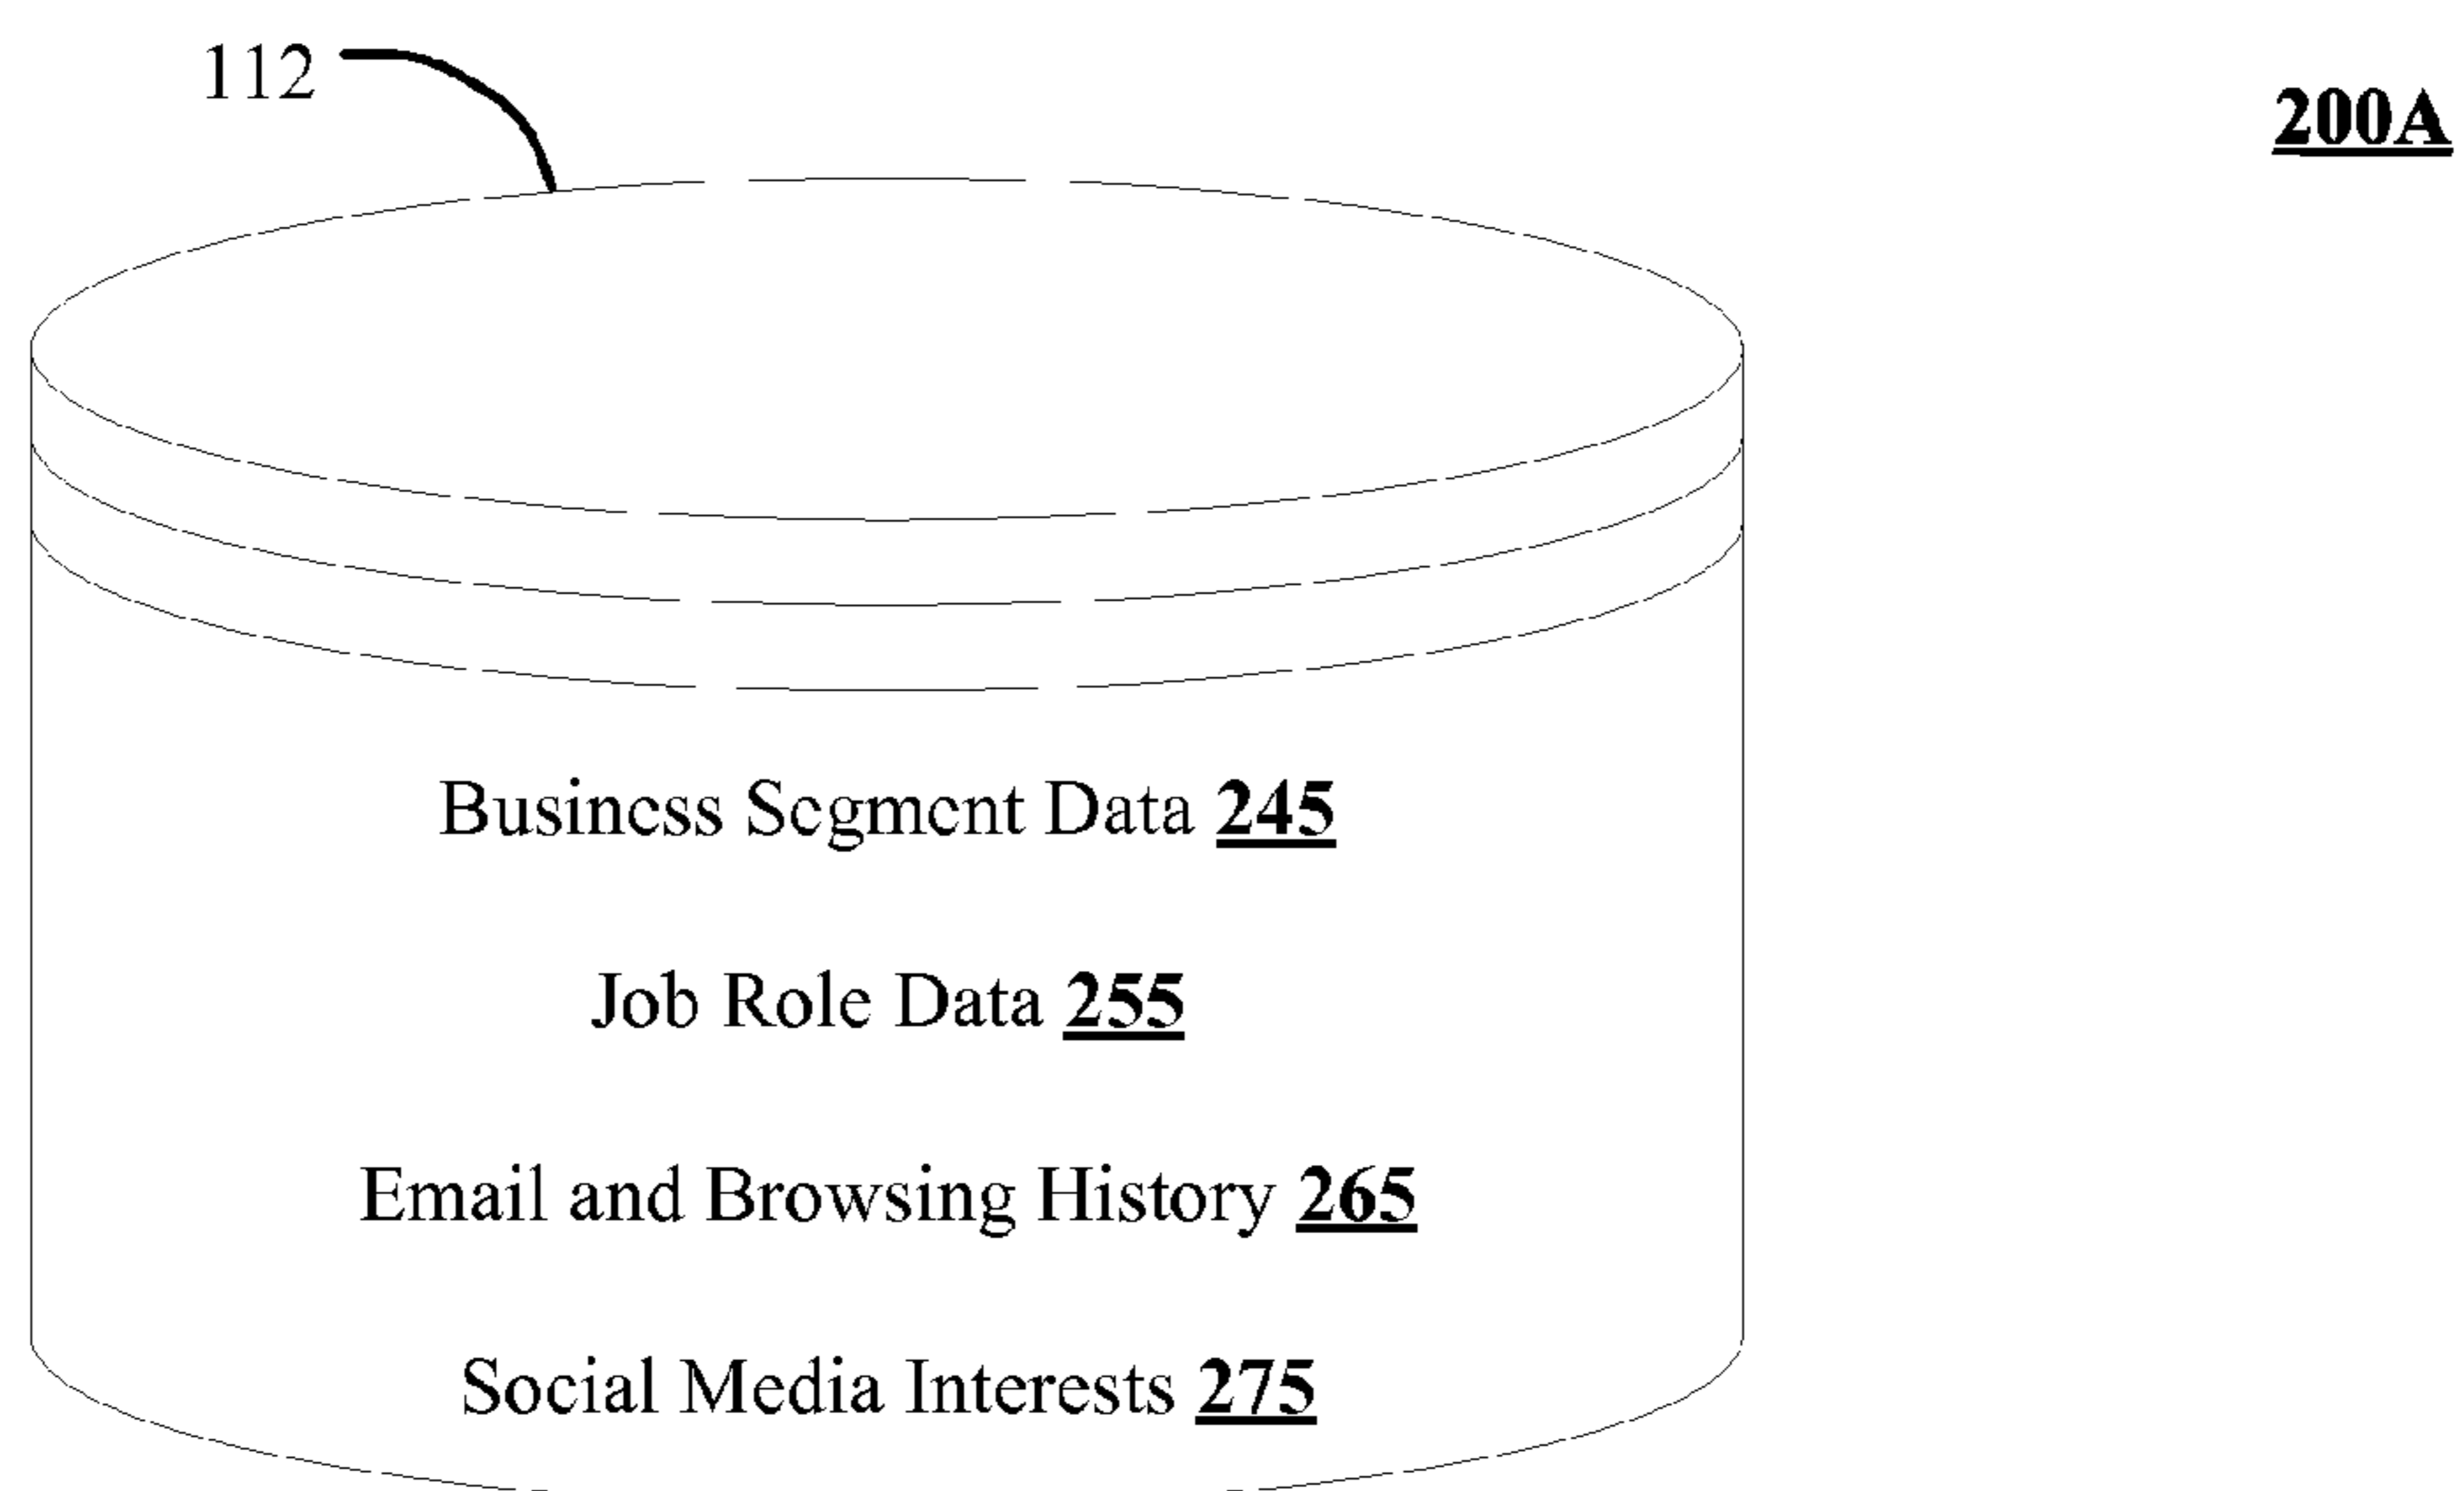 112
200A
Business Segment Data 245
Job Role Data 255
Email and Browsing History 265
Social Media Interests 275